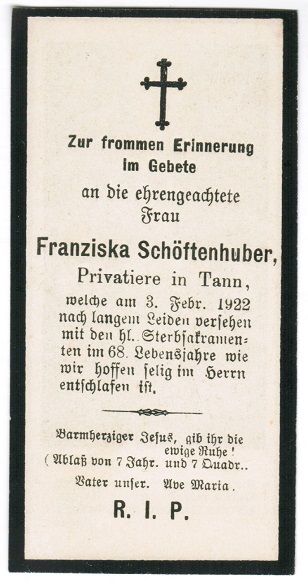 Zur frommen Erinnerung
im Gebete
an die ehrengeachtete
Frau
Franziska Schöftenhuber,
Privatiere in Tann,
welche am 3. Febr. 1922
nach langem Leiden versehen
mit den hl. Sterbsakramen-
ten im 68. Lebensjahre wie
wir hoffen selig im Herrn
entschlafen ist.
Barmherziger Jesus, gib ihr die
ewige Ruhe!
(Ablaß von 7 Jahr. und 7 Quadr..
Vater unser. Ave Maria.
R. I. P.